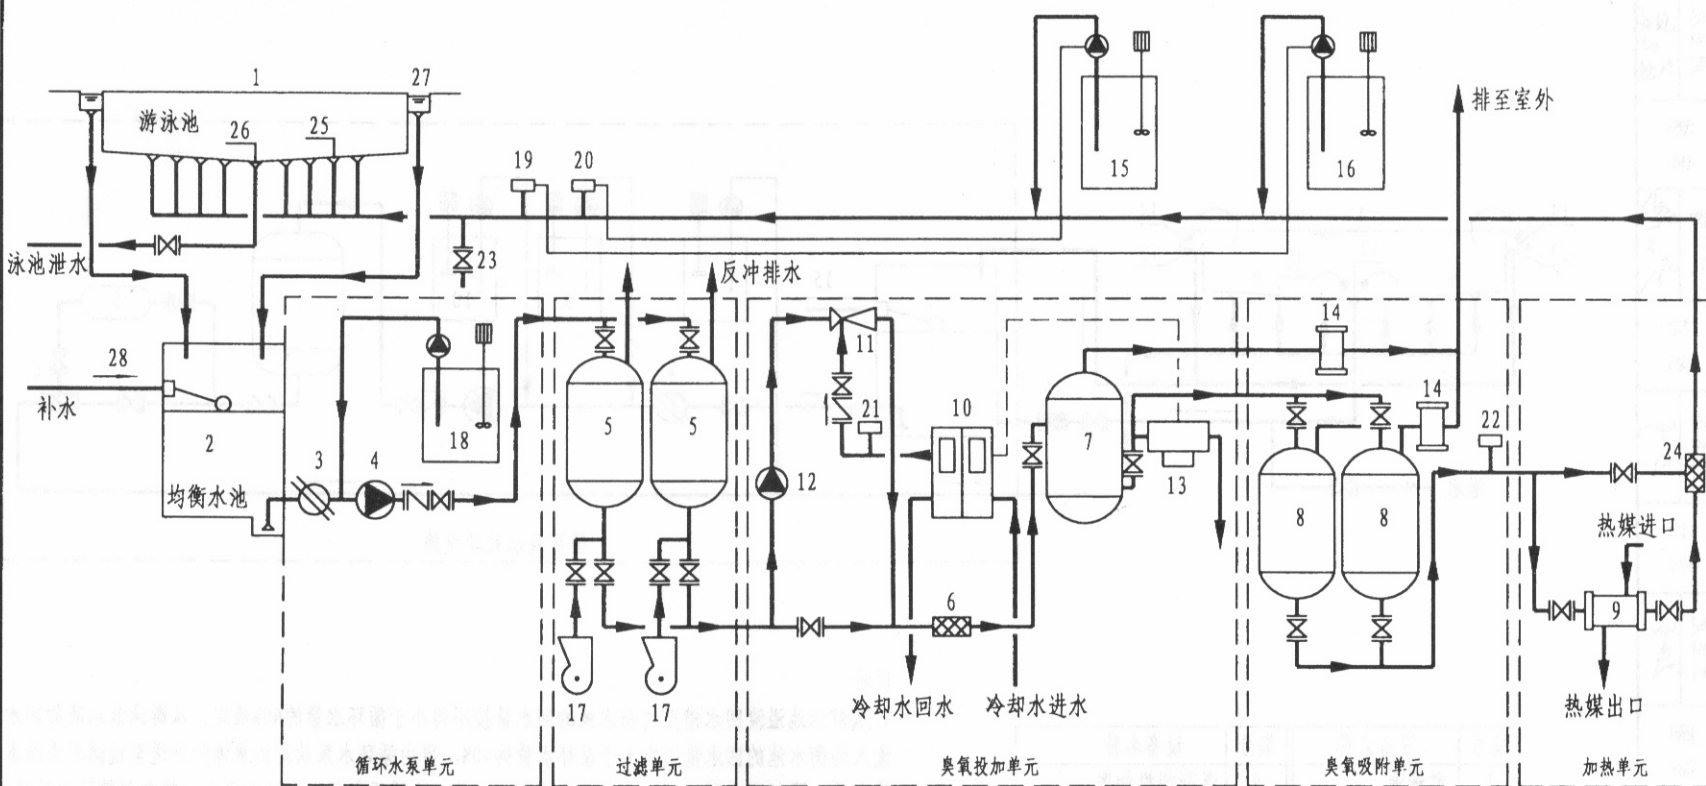 1
27
游泳池
26
25
19
20
15
16
排至室外
泳池泄水
23
反冲排水
28
补水
2
均衡水池
3
4
18
5
5
11
21
10
12
7
13
14
14
8
8
22
24
热媒进口
9
6
17
17
冷却水回水
冷却水进水
热媒出口
循环水泵单元
过滤单元
臭氧投加单元
臭氧吸附单元
加热单元